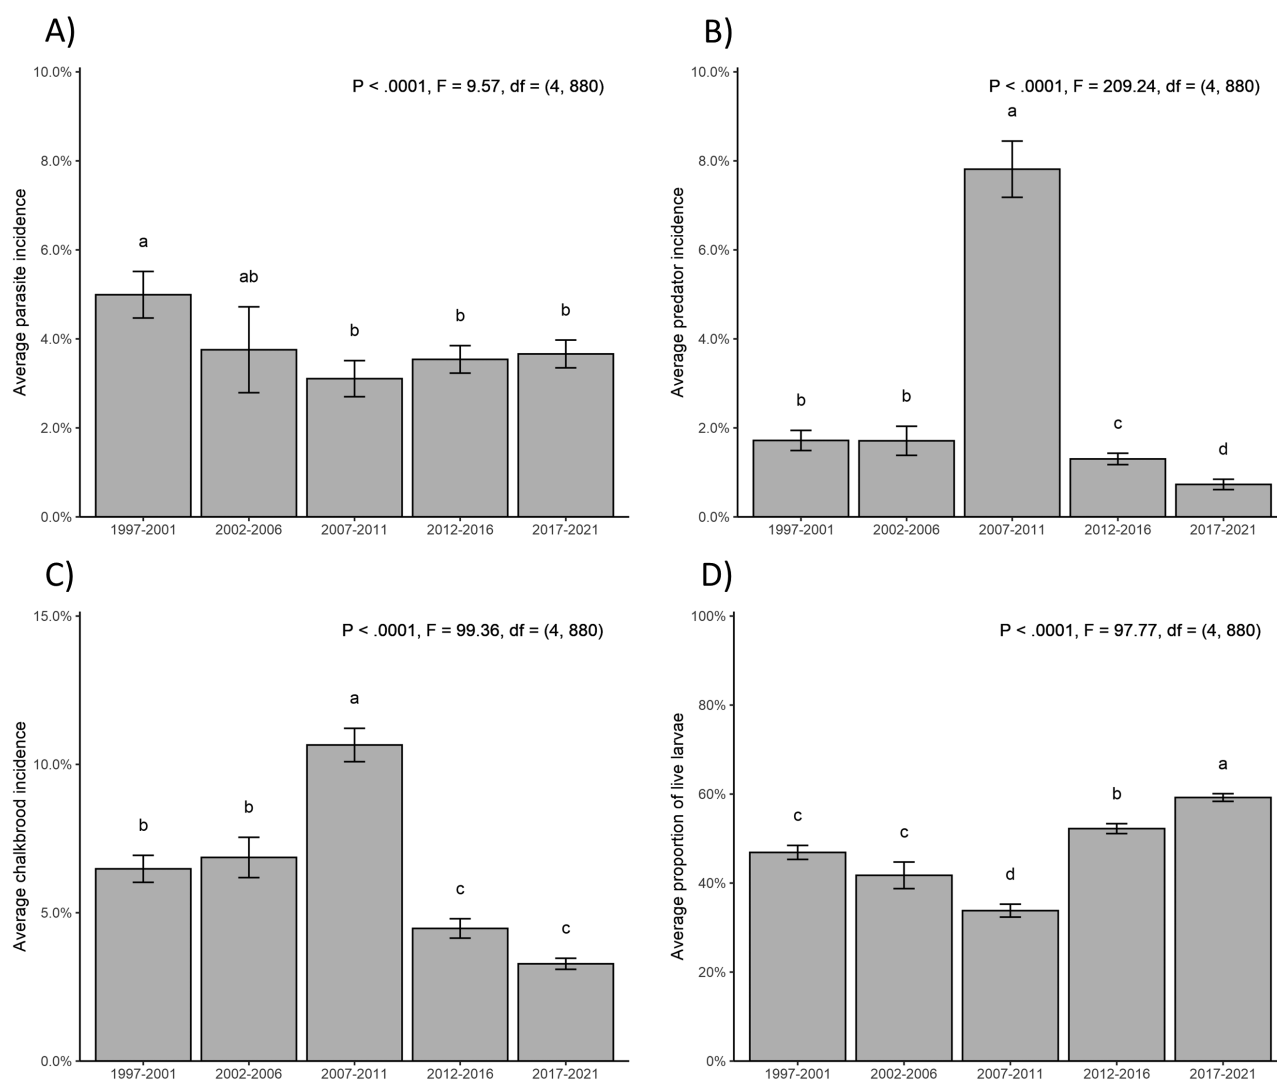 A)
P < .0001, F = 9.57, df = (4, 880)
Average parasite incidence
10.0%
8.0%
6.0%
4.0%
2.0%
0.0%
a
ab
b
b
b
1997-2001 2002-2006 2007-2011 2012-2016 2017-2021
B)
P < .0001, F = 209.24, df = (4, 880)
Average predator incidence
10.0%
8.0%
6.0%
4.0%
2.0%
0.0%
b
b
a
c
d
1997-2001 2002-2006 2007-2011 2012-2016 2017-2021
C)
P < .0001, F = 99.36, df = (4, 880)
Average chalkbrood incidence
15.0%
10.0%
5.0%
0.0%
b
b
a
c
c
1997-2001 2002-2006 2007-2011 2012-2016 2017-2021
D)
P < .0001, F = 97.77, df = (4, 880)
Average proportion of live larvae
100%
80%
60%
40%
20%
0%
c
c
d
b
a
1997-2001 2002-2006 2007-2011 2012-2016 2017-2021